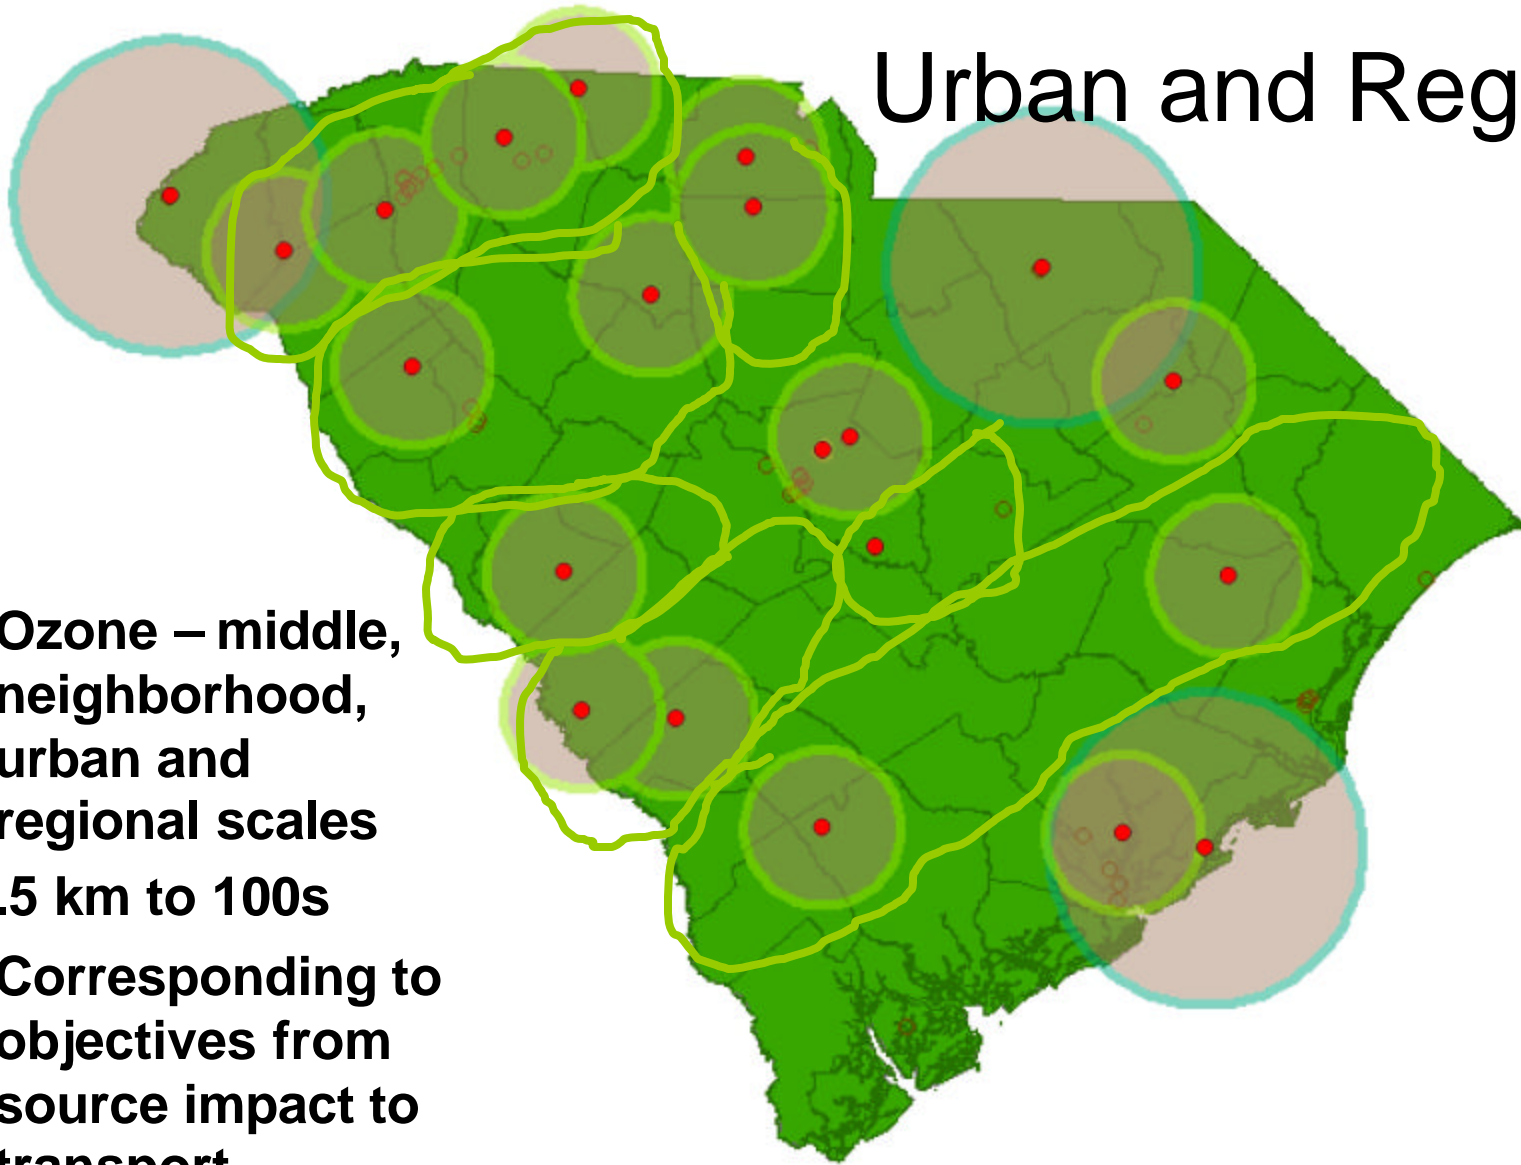 Urban and Reg
Ozone – middle,
neighborhood,
urban and
regional scales
.5 km to 100s
Corresponding to
objectives from
source impact to
transport